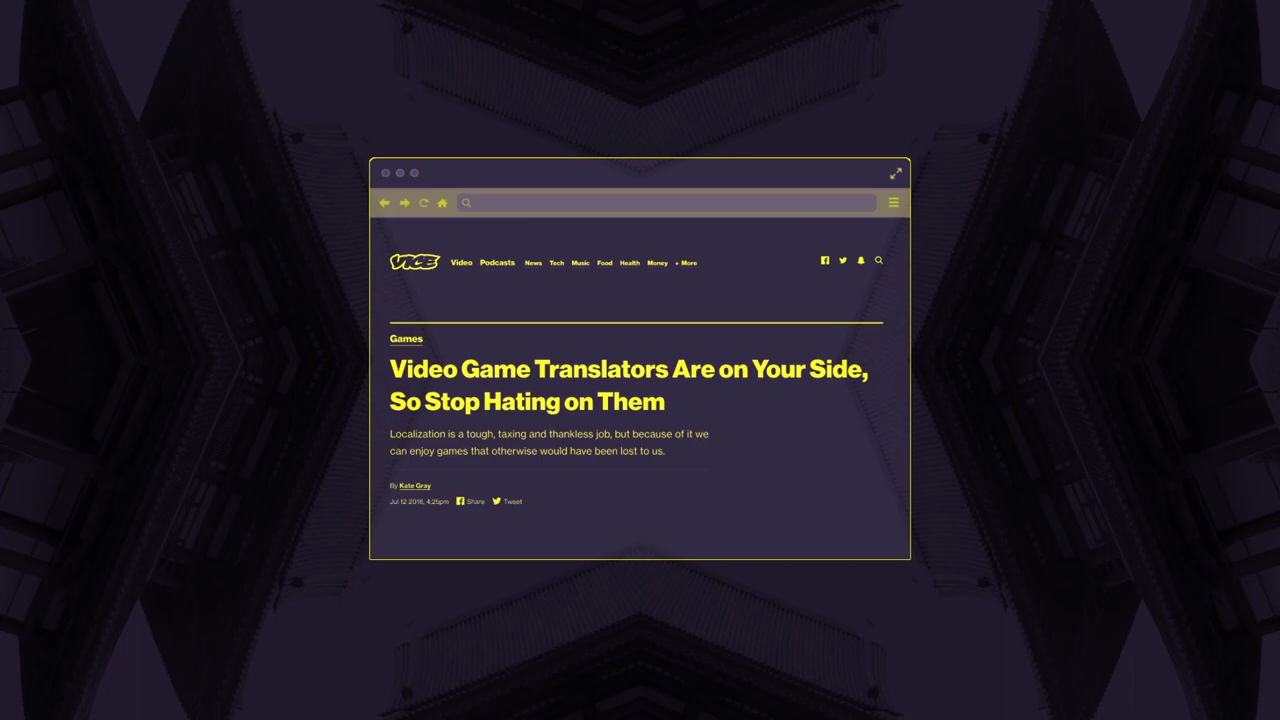 VICE Video Podcasts News Tech Music Food Health Money + More
Games
Video Game Translators Are on Your Side,
So Stop Hating on Them
Localization is a tough, taxing and thankless job, but because of it we
can enjoy games that otherwise would have been lost to us.
By Kate Gray
Jul 12 2016, 4:25pm Share Tweet